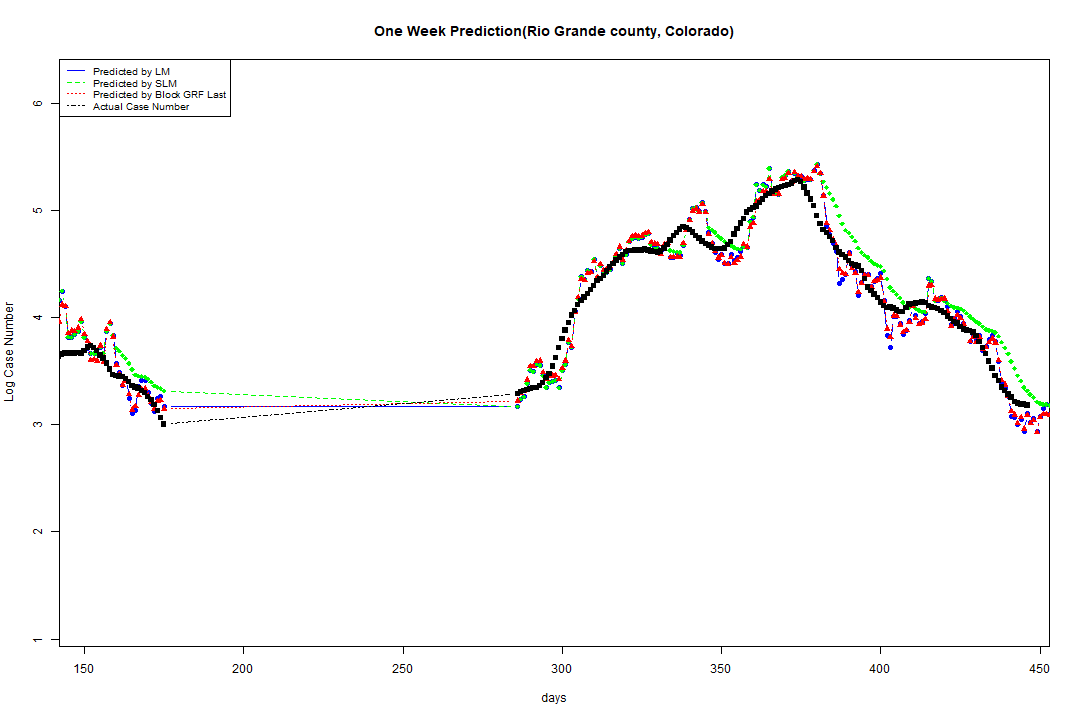 One Week Prediction(Rio Grande county, Colorado)
Predicted by LM
Predicted by SLM
Predicted by Block GRF Last
Actual Case Number
6
5
4
3
2
1
Log Case Number
150 200 250 300 350 400 450
days